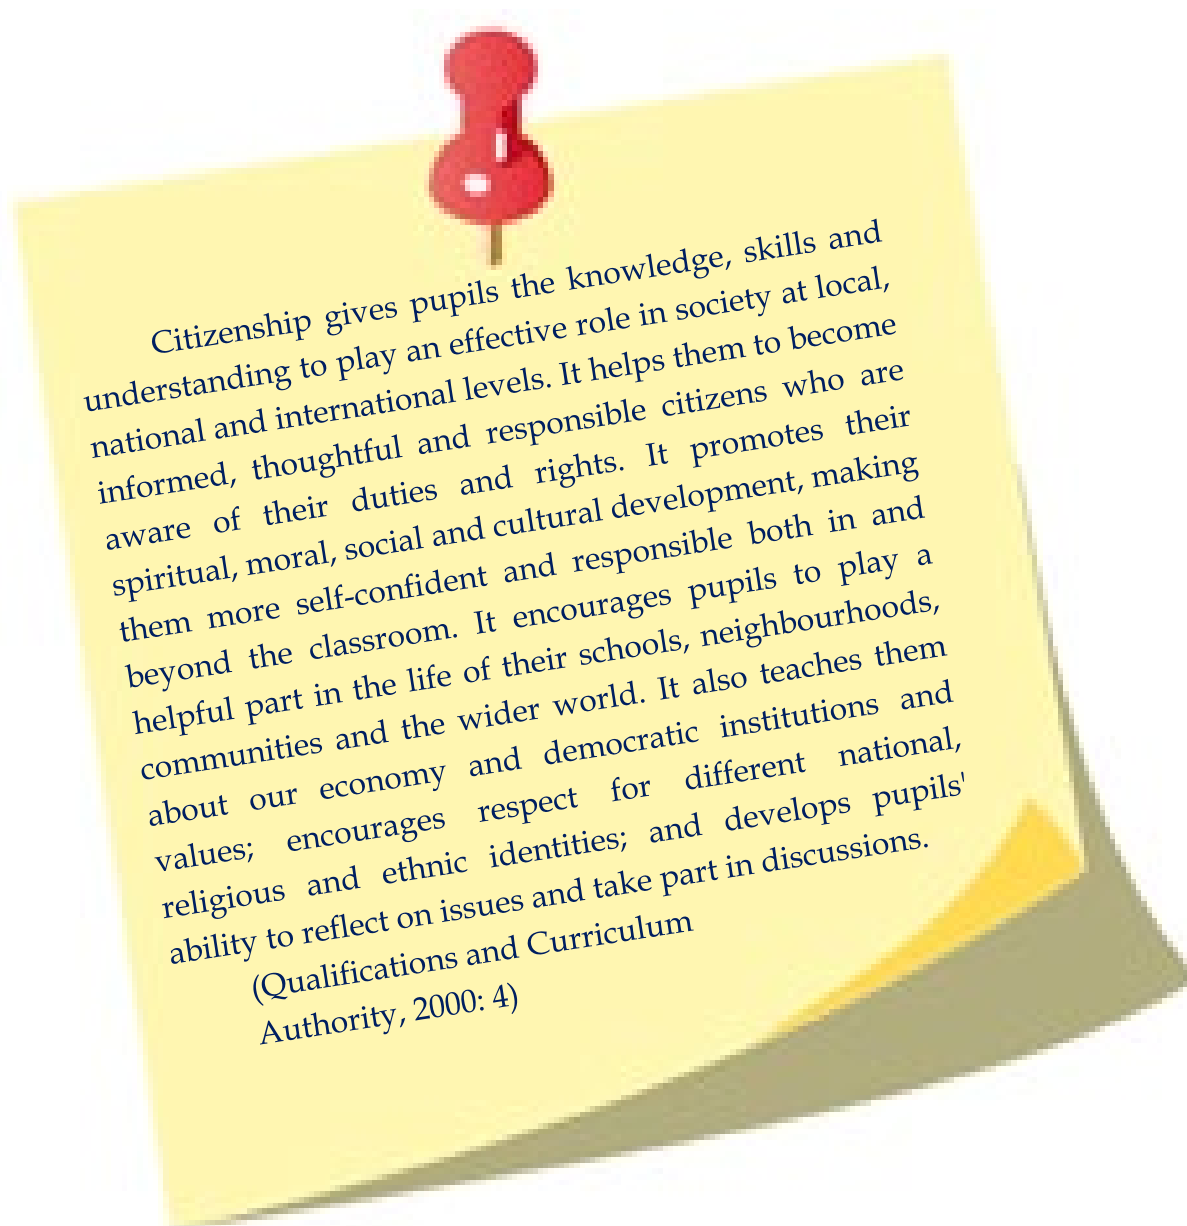 Citizenship gives pupils the knowledge, skills and
understanding to play an effective role in society at local,
national and international levels. It helps them to become
informed, thoughtful and responsible citizens who are
aware of their duties and rights. It promotes their
spiritual, moral, social and cultural development, making
them more self-confident and responsible both in and
beyond the classroom. It encourages pupils to play a
helpful part in the life of their schools, neighbourhoods,
communities and the wider world. It also teaches them
about our economy and democratic institutions and
values; encourages respect for different national,
religious and ethnic identities; and develops pupils'
ability to reflect on issues and take part in discussions.
(Qualifications and Curriculum
Authority, 2000: 4)